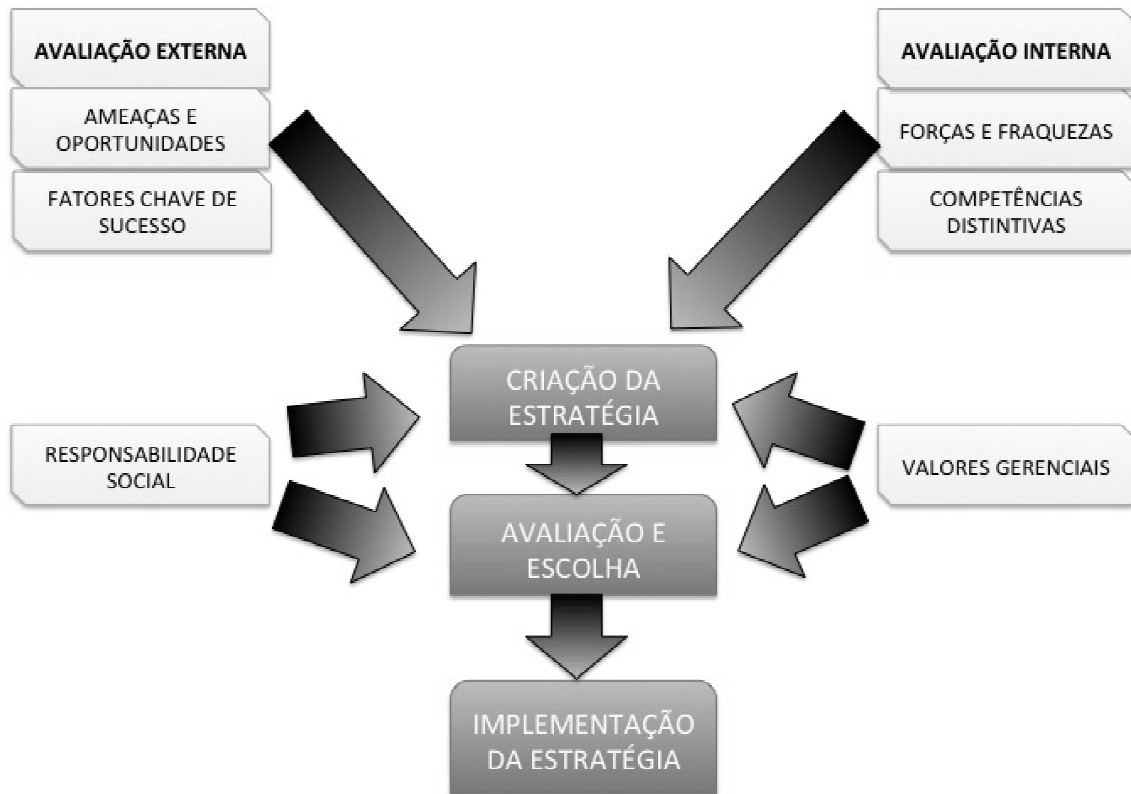 AVALIAÇÃO EXTERNA
AMEAÇAS E
OPORTUNIDADES
FATORES CHAVE DE
SUCESSO
AVALIAÇÃO INTERNA
FORÇAS E FRAQUEZAS
COMPETÊNCIAS
DISTINTIVAS
CRIAÇÃO DA
ESTRATÉGIA
RESPONSABILIDADE
SOCIAL
VALORES GERENCIAIS
AVALIAÇÃO E
ESCOLHA
IMPLEMENTAÇÃO
DA ESTRATÉGIA